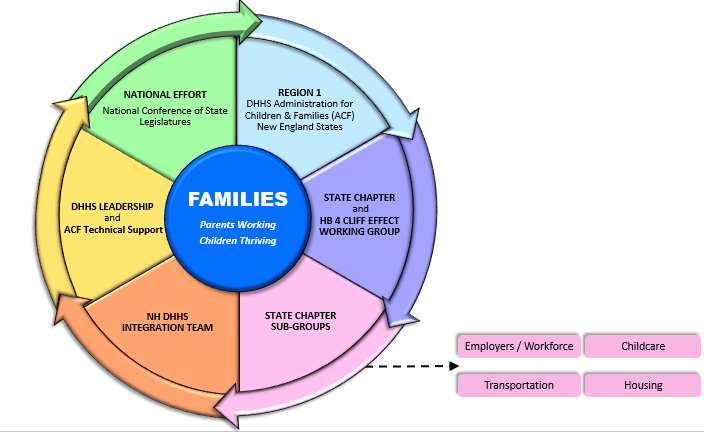 NATIONAL EFFORT
National Conference of State
Legislatures
REGION 1
DHHS Administration for
Children & Families (ACF)
New England States
STATE CHAPTER
and
HB 4 CLIFF EFFECT
WORKING GROUP
STATE CHAPTER
SUB-GROUPS
NH DHHS
INTEGRATION TEAM
DHHS LEADERSHIP
and
ACF Technical Support
FAMILIES
Parents Working
Children Thriving
Employers / Workforce
Childcare
Transportation
Housing